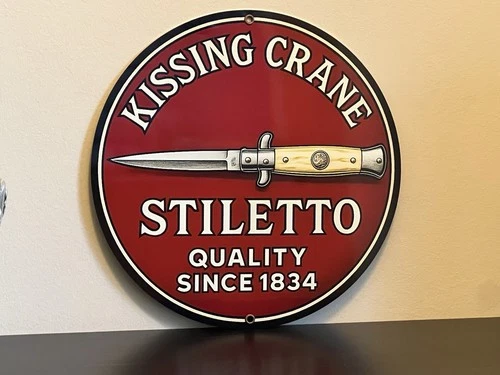 KISSING CRANE
STILETTO
QUALITY
SINCE 1834